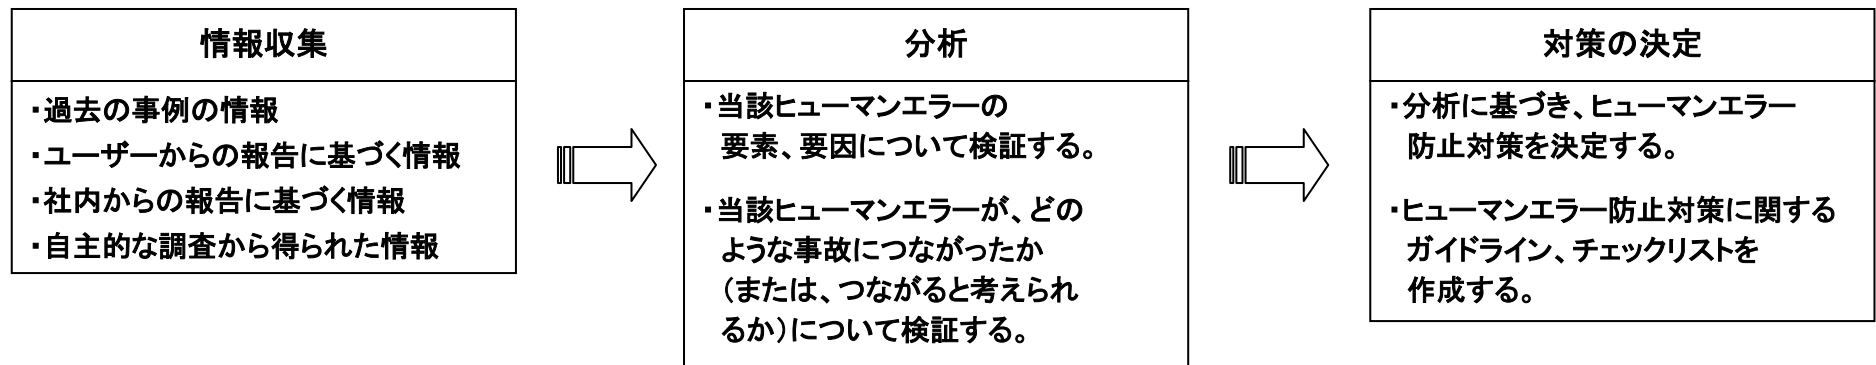 情報収集
・過去の事例の情報
・ユーザーからの報告に基づく情報
・社内からの報告に基づく情報
・自主的な調査から得られた情報
分析
・当該ヒューマンエラーの
要素、要因について検証する。
・当該ヒューマンエラーが、どの
ような事故につながったか
（または、つながると考えられ
るか）について検証する。
対策の決定
・分析に基づき、ヒューマンエラー
防止対策を決定する。
・ヒューマンエラー防止対策に関する
ガイドライン、チェックリストを
作成する。